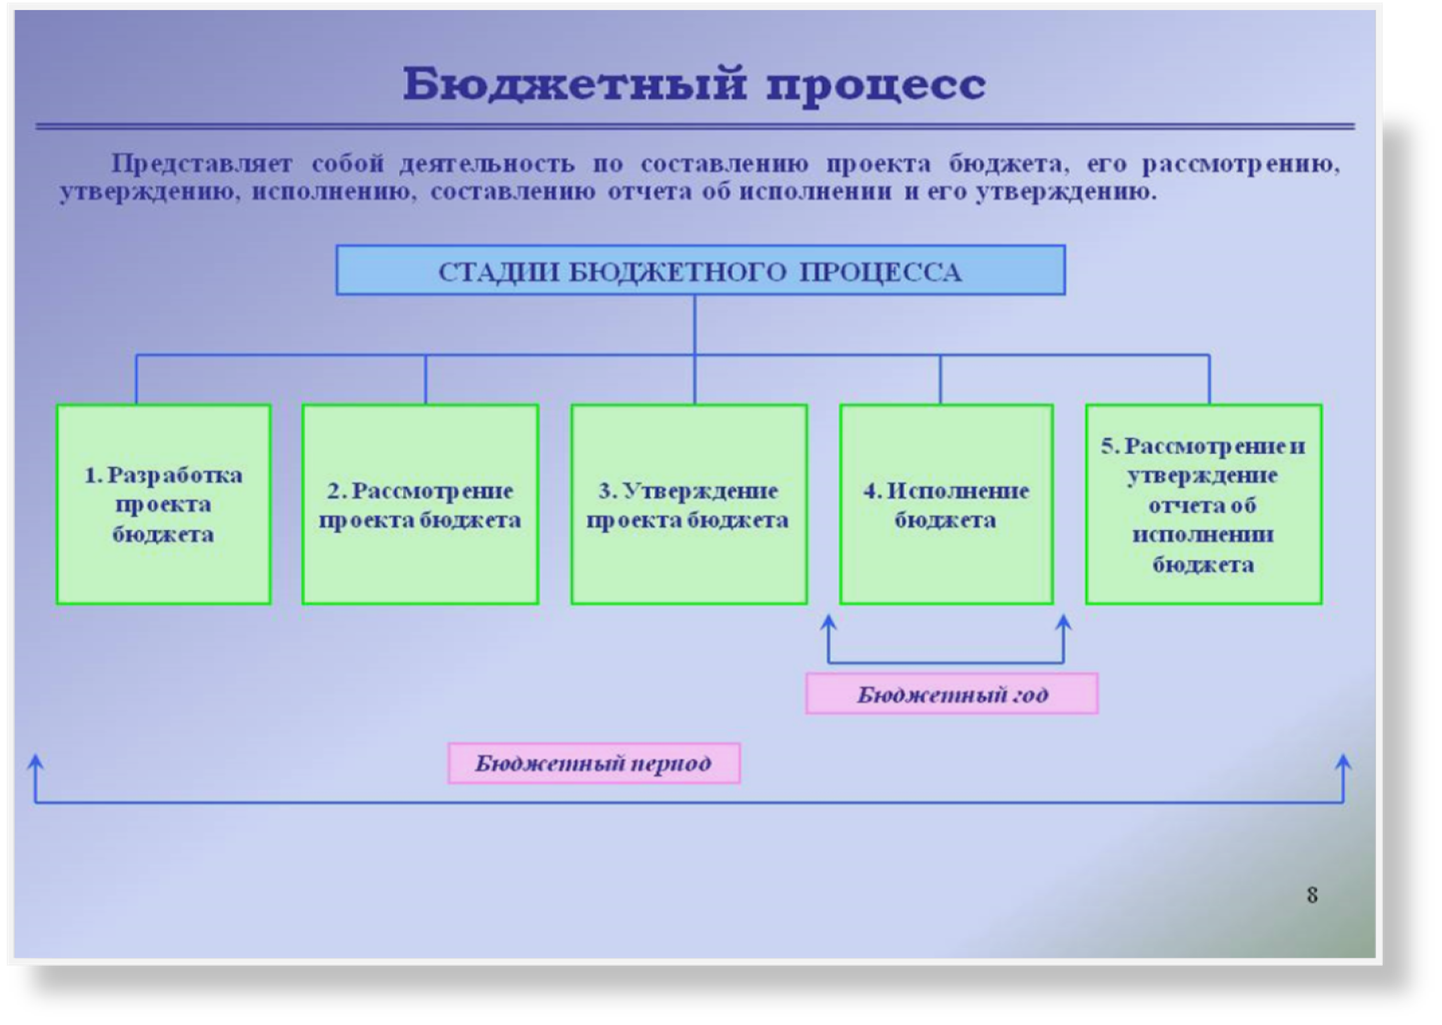 Бюджетный процесс
Представляет собой деятельность по составлению проекта бюджета, его рассмотрению,
утверждению, исполнению, составлению отчета об исполнении и его утверждению.
СТАДИИ БЮДЖЕТНОГО ПРОЦЕССА
1. Разработка
проекта
бюджета
2. Рассмотрение
проекта бюджета
3. Утверждение
проекта бюджета
4. Исполнение
бюджета
5. Рассмотрение и
утверждение
отчета об
исполнении
бюджета
Бюджетный год
Бюджетный период
8